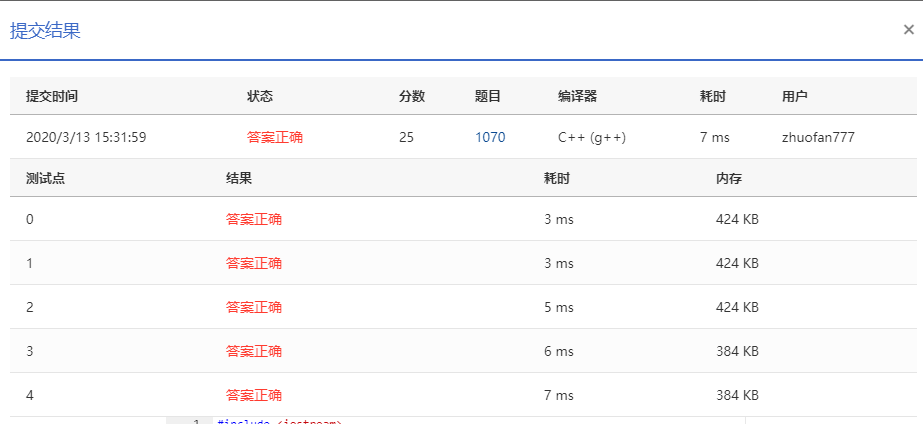 提交结果 ×
提交时间 状态 分数 题目 编译器 耗时 用户
2020/3/13 15:31:59 答案正确 25 1070 C++ (g++) 7 ms zhuofan777
测试点 结果 耗时 内存
0 答案正确 3 ms 424 KB
1 答案正确 3 ms 424 KB
2 答案正确 5 ms 424 KB
3 答案正确 6 ms 384 KB
4 答案正确 7 ms 384 KB
1 #include <iostream>